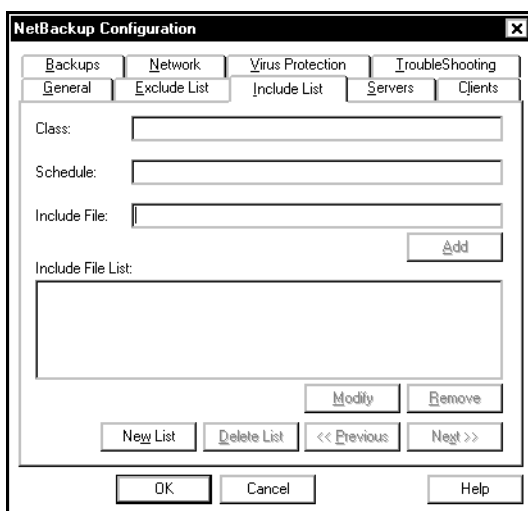 NetBackup Configuration
Backups Network Virus Protection TroubleShooting
General Exclude List Include List Servers Clients
Class:
Schedule:
Include File:
Add
Include File List:
Modify Remove
New List Delete List << Previous Next >>
OK Cancel Help